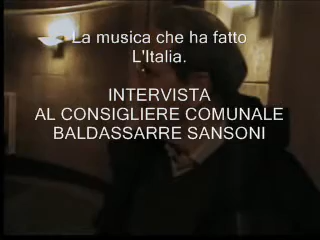 La musica che ha fatto
L'Italia.
INTERVISTA
AL CONSIGLIERE COMUNALE
BALDASSARRE SANSONI